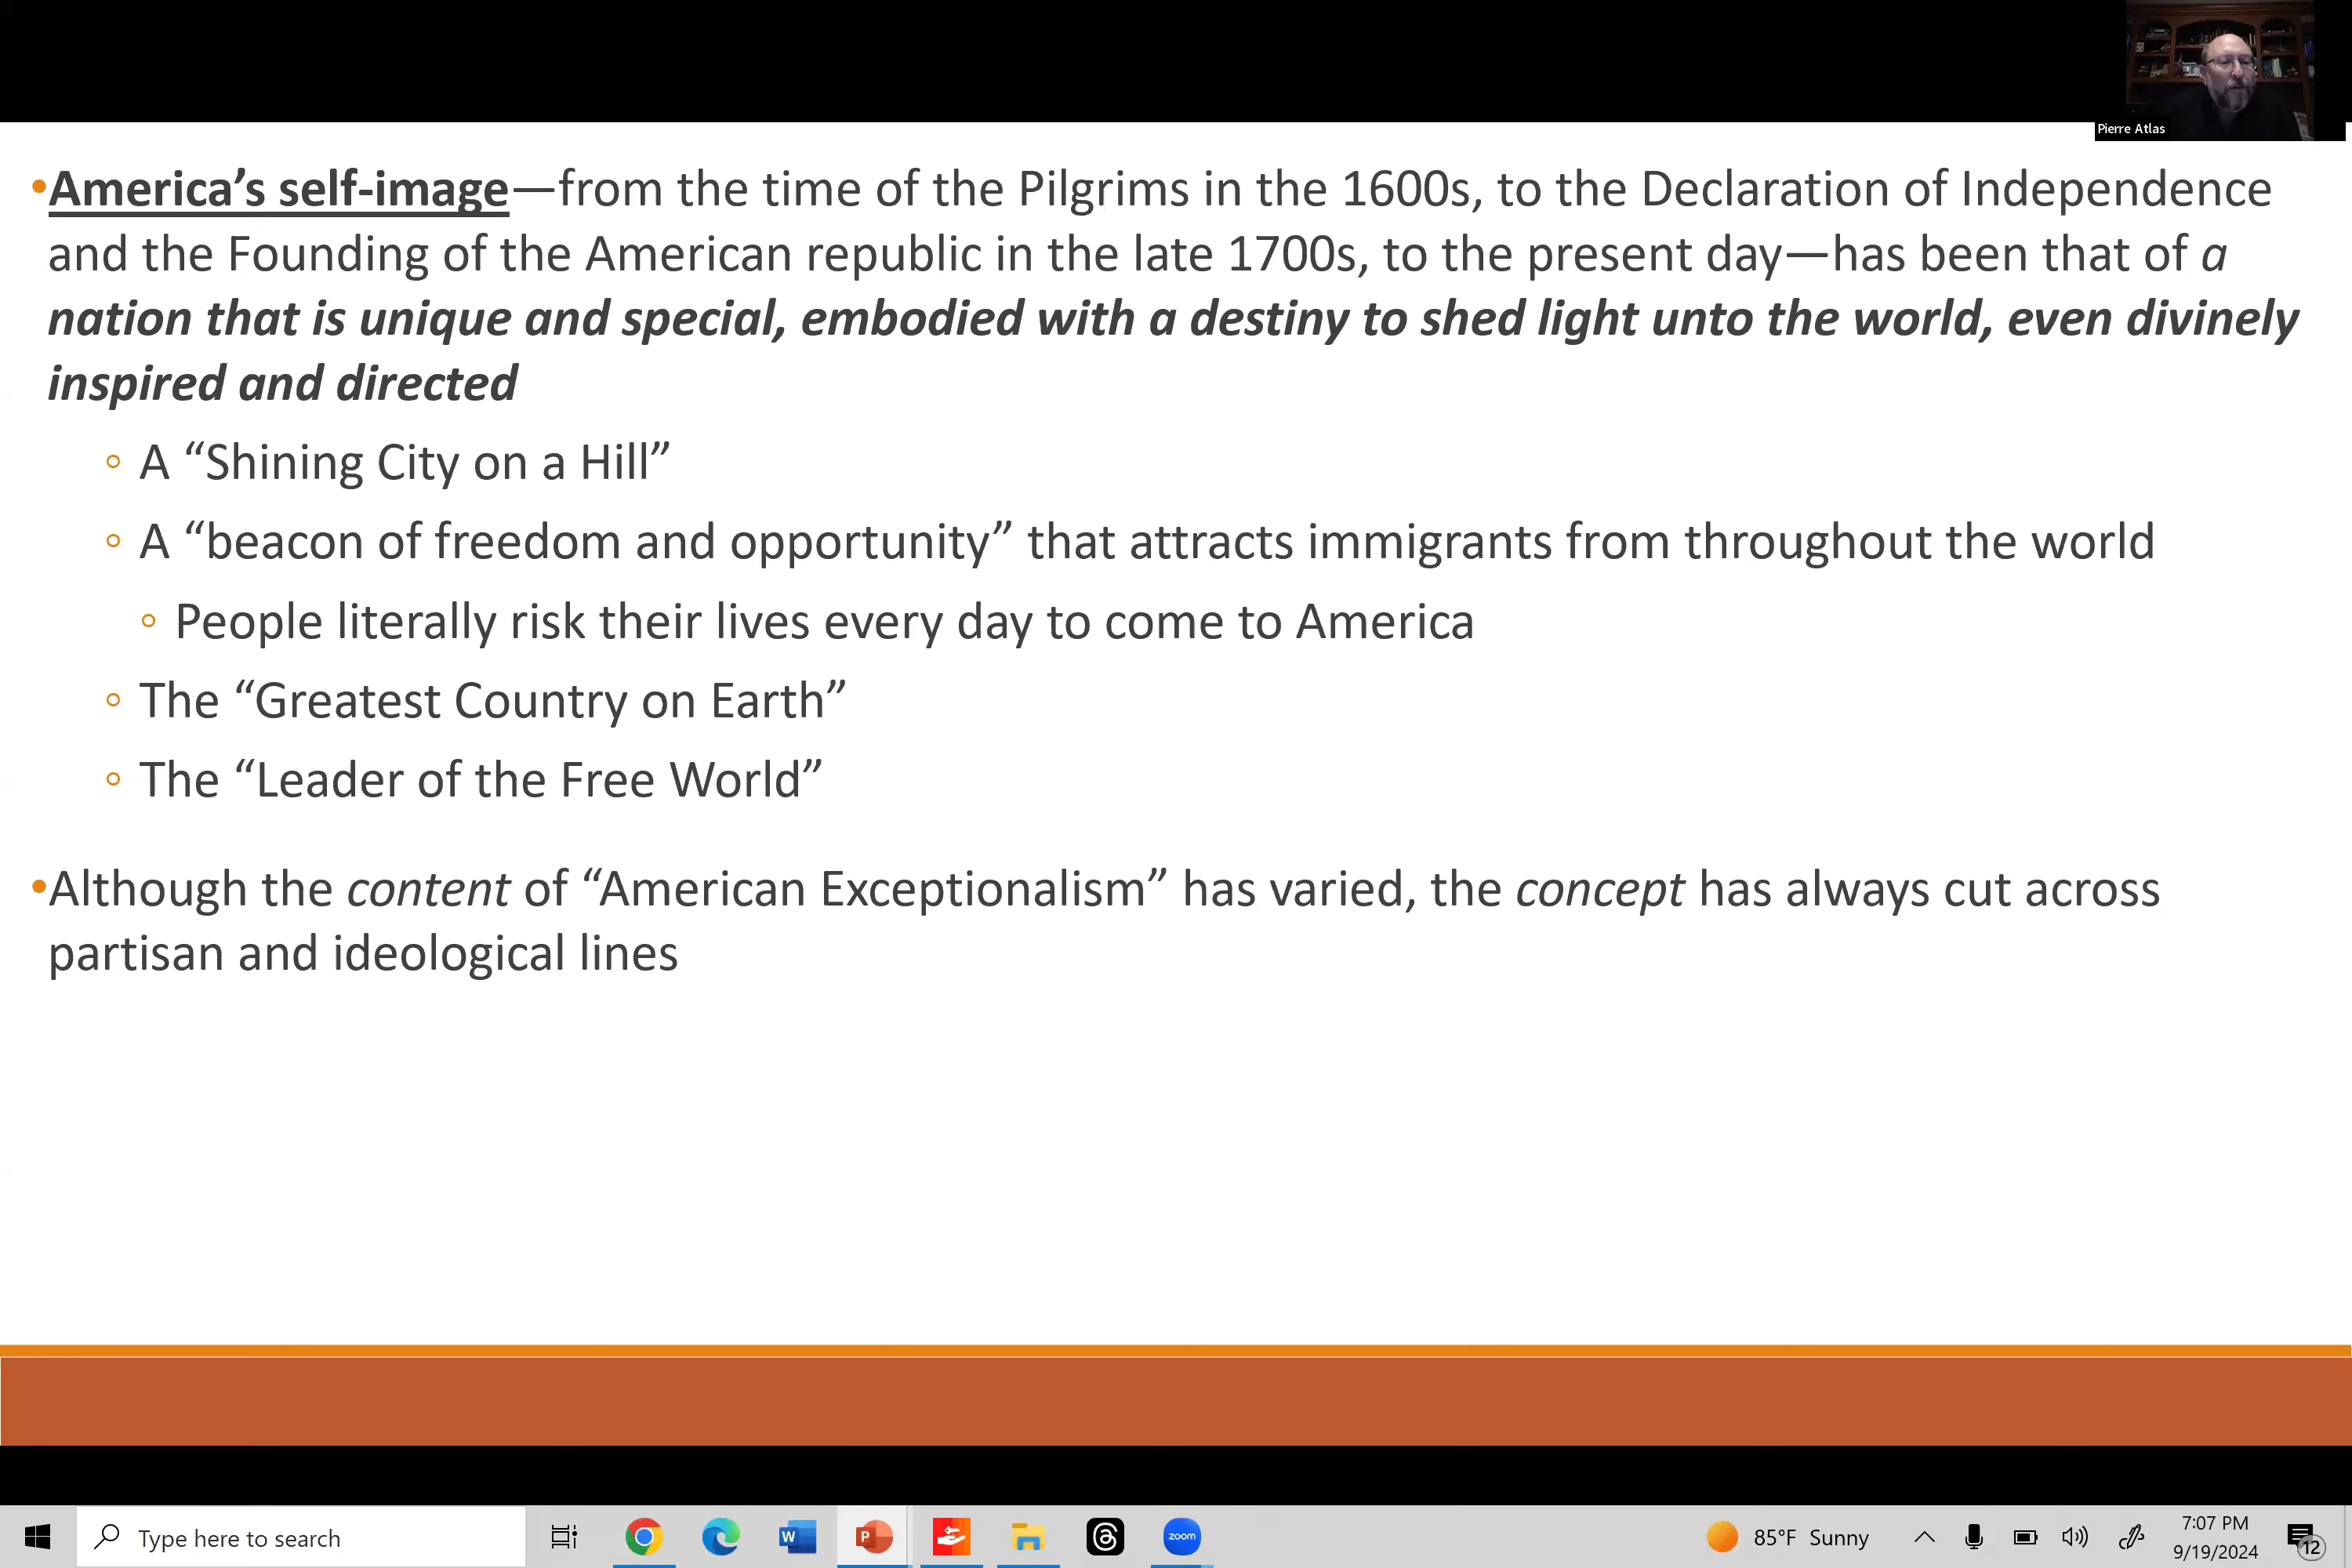 Pierre Atlas
•America’s self-image—from the time of the Pilgrims in the 1600s, to the Declaration of Independence
and the Founding of the American republic in the late 1700s, to the present day—has been that of a
nation that is unique and special, embodied with a destiny to shed light unto the world, even divinely
inspired and directed
◦ A “Shining City on a Hill”
◦ A “beacon of freedom and opportunity” that attracts immigrants from throughout the world
◦ People literally risk their lives every day to come to America
◦ The “Greatest Country on Earth”
◦ The “Leader of the Free World”
•Although the content of “American Exceptionalism” has varied, the concept has always cut across
partisan and ideological lines
Type here to search
W
P
zoom
85°F Sunny
7:07 PM
9/19/2024
12